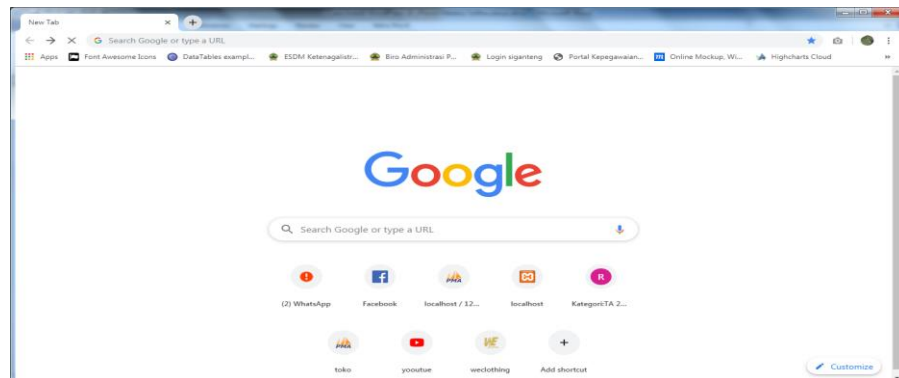 New Tab
Search Google or type a URL
Apps Font Awesome Icons DataTables exampl... ESDM Ketenagalistr... Biro Administrasi P... Login siganteng Portal Kepegawaian... Online Mockup, Wi... Highcharts Cloud
Google
Search Google or type a URL
(2) WhatsApp Facebook localhost / 12... localhost Kategori:TA 2...
toko yooutue weclothing Add shortcut
Customize